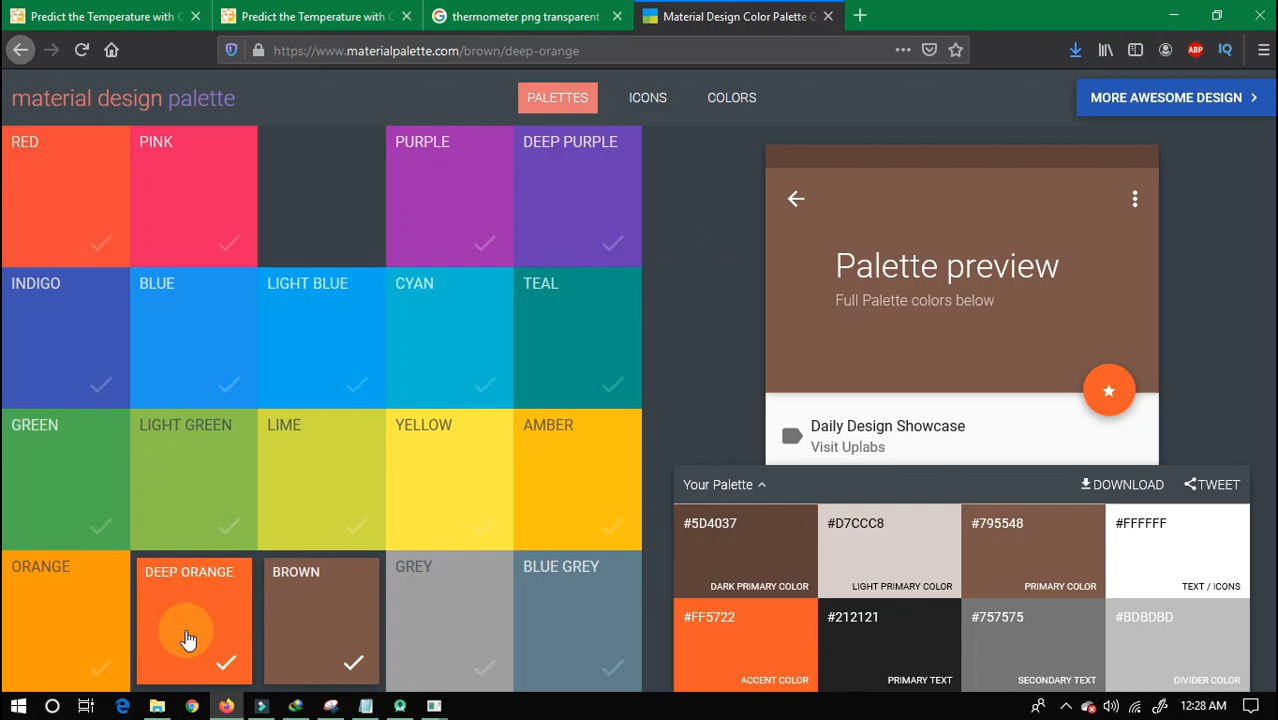 Predict the Temperature with C
Predict the Temperature with C
thermometer png transparent -
Material Design Color Palette G
https://www.materialpalette.com/brown/deep-orange
ABP
IQ
material design palette
PALETTES
ICONS
COLORS
MORE AWESOME DESIGN
RED
PINK
PURPLE
DEEP PURPLE
INDIGO
BLUE
LIGHT BLUE
CYAN
TEAL
GREEN
LIGHT GREEN
LIME
YELLOW
AMBER
ORANGE
DEEP ORANGE
BROWN
GREY
BLUE GREY
Palette preview
Full Palette colors below
Daily Design Showcase
Visit Uplabs
Your Palette
DOWNLOAD
TWEET
#5D4037
DARK PRIMARY COLOR
#D7CCC8
LIGHT PRIMARY COLOR
#795548
PRIMARY COLOR
#FFFFFF
TEXT / ICONS
#FF5722
ACCENT COLOR
#212121
PRIMARY TEXT
#757575
SECONDARY TEXT
#BDBDBD
DIVIDER COLOR
12:28 AM